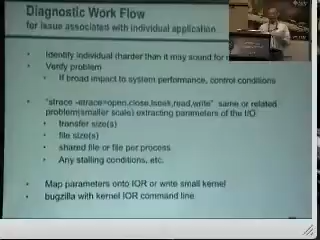 Diagnostic Work Flow
for issue associated with individual application
Identify individual (harder than it may sound for
Verify problem
If broad impact to system performance, control conditions
"strace -etrace=open,close,lseek,read,write" same or related
problem(smaller scale) extracting parameters of the I/O
transfer size(s)
file size(s)
shared file or file per process
Any stalling conditions, etc.
Map parameters onto IOR or write small kernel
bugzilla with kernel IOR command line